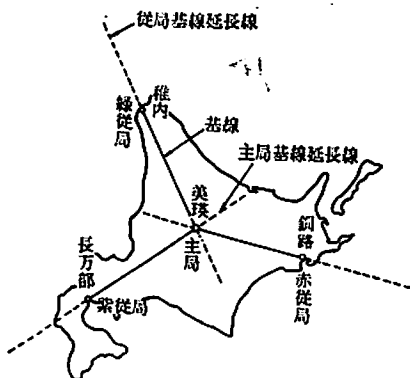 従局基線延長線
稚内
緑従局
基線
主局基線延長線
美瑛
主局
釧路
赤従局
長万部
紫従局